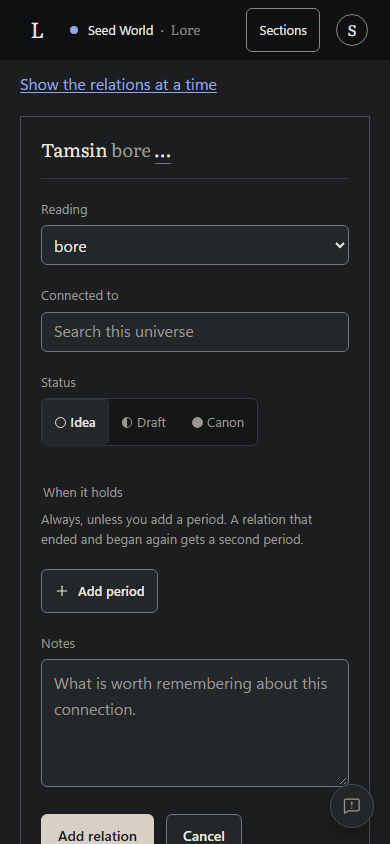 L
Seed World · Lore
Sections
S
Show the relations at a time
Tamsin bore ...
Reading
bore
Connected to
Search this universe
Status
Idea
Draft
Canon
When it holds
Always, unless you add a period. A relation that
ended and began again gets a second period.
+ Add period
Notes
What is worth remembering about this
connection.
Add relation
Cancel